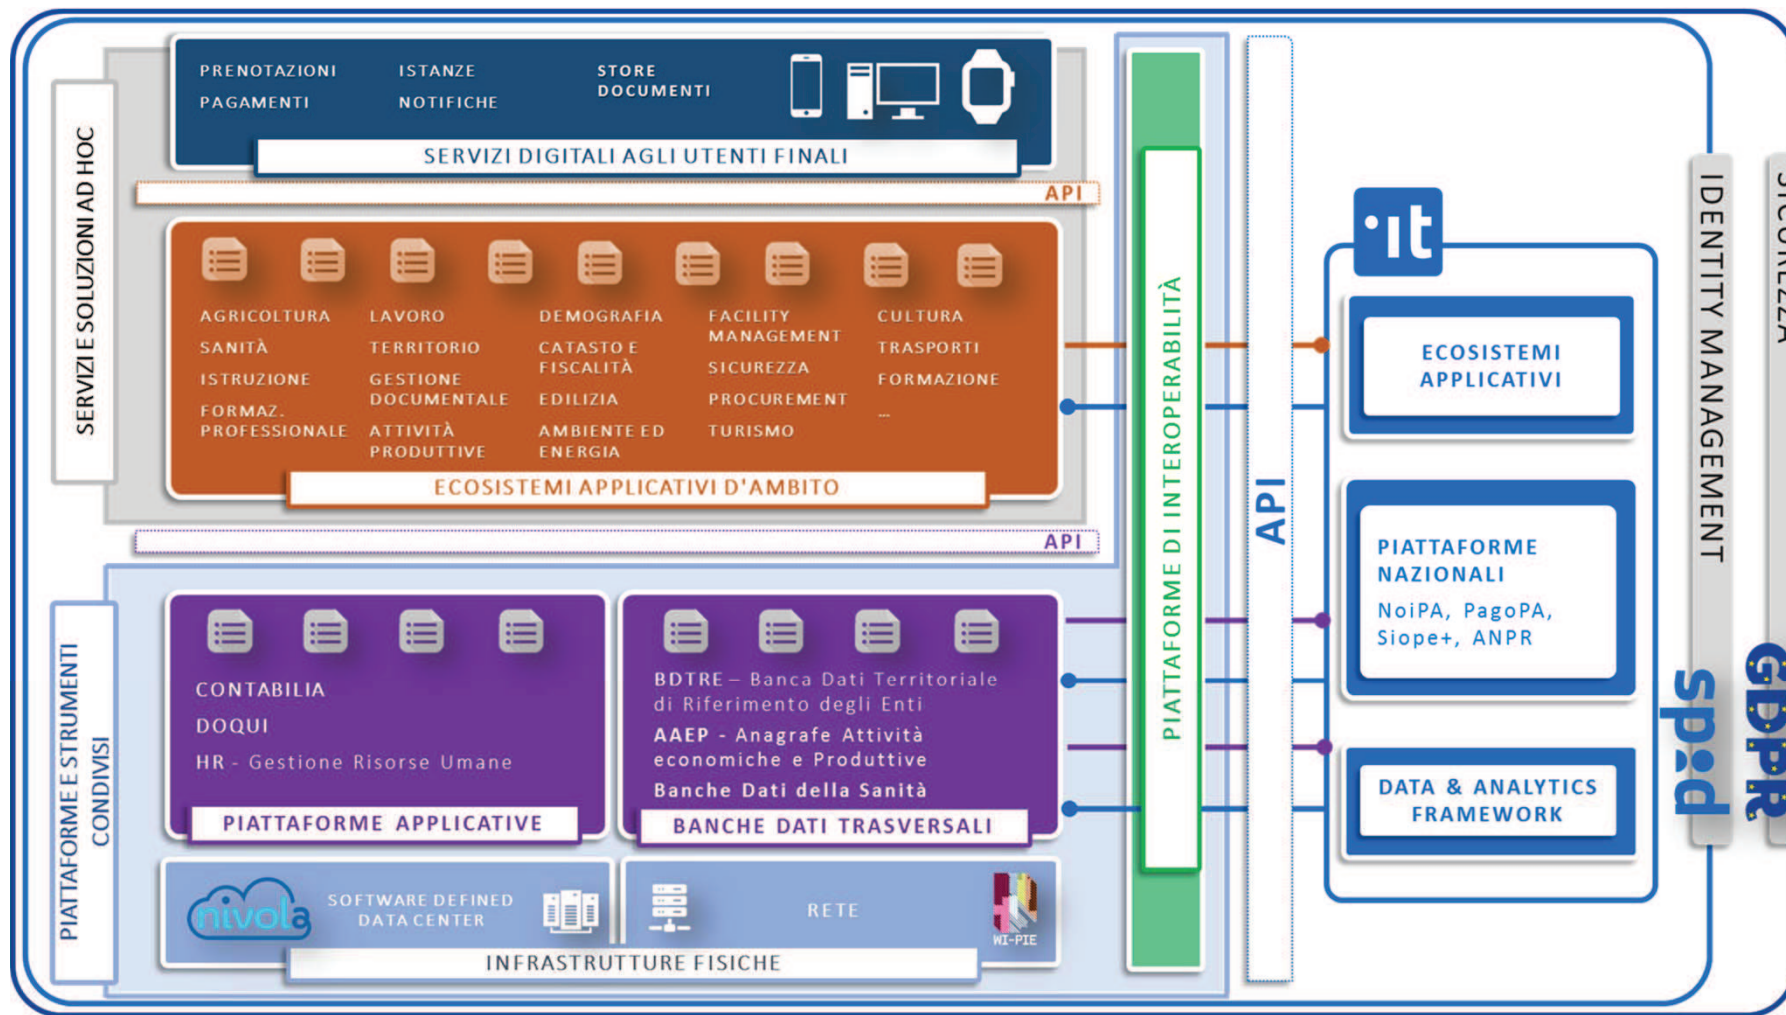 SERVIZI E SOLUZIONI AD HOC
PRENOTAZIONI
PAGAMENTI
ISTANZE
NOTIFICHE
STORE
DOCUMENTI
SERVIZI DIGITALI AGLI UTENTI FINALI
API
AGRICOLTURA
SANITÀ
ISTRUZIONE
FORMAZ.
PROFESSIONALE
LAVORO
TERRITORIO
GESTIONE
DOCUMENTALE
ATTIVITÀ
PRODUTTIVE
DEMOGRAFIA
CATASTO E
FISCALITÀ
EDILIZIA
AMBIENTE ED
ENERGIA
FACILITY
MANAGEMENT
SICUREZZA
PROCUREMENT
TURISMO
CULTURA
TRASPORTI
FORMAZIONE
...
ECOSISTEMI APPLICATIVI D'AMBITO
API
PIATTAFORME E STRUMENTI
CONDIVISI
CONTABILIA
DOQUI
HR - Gestione Risorse Umane
PIATTAFORME APPLICATIVE
BDTRE – Banca Dati Territoriale
di Riferimento degli Enti
AAEP - Anagrafe Attività
economiche e Produttive
Banche Dati della Sanità
BANCHE DATI TRASVERSALI
nivola
SOFTWARE DEFINED
DATA CENTER
RETE
WI-PIE
INFRASTRUTTURE FISICHE
PIATTAFORME DI INTEROPERABILITÀ
API
it
ECOSISTEMI
APPLICATIVI
PIATTAFORME
NAZIONALI
NoiPA, PagoPA,
Siope+, ANPR
DATA & ANALYTICS
FRAMEWORK
IDENTITY MANAGEMENT
spid
SICUREZZA
GDPR